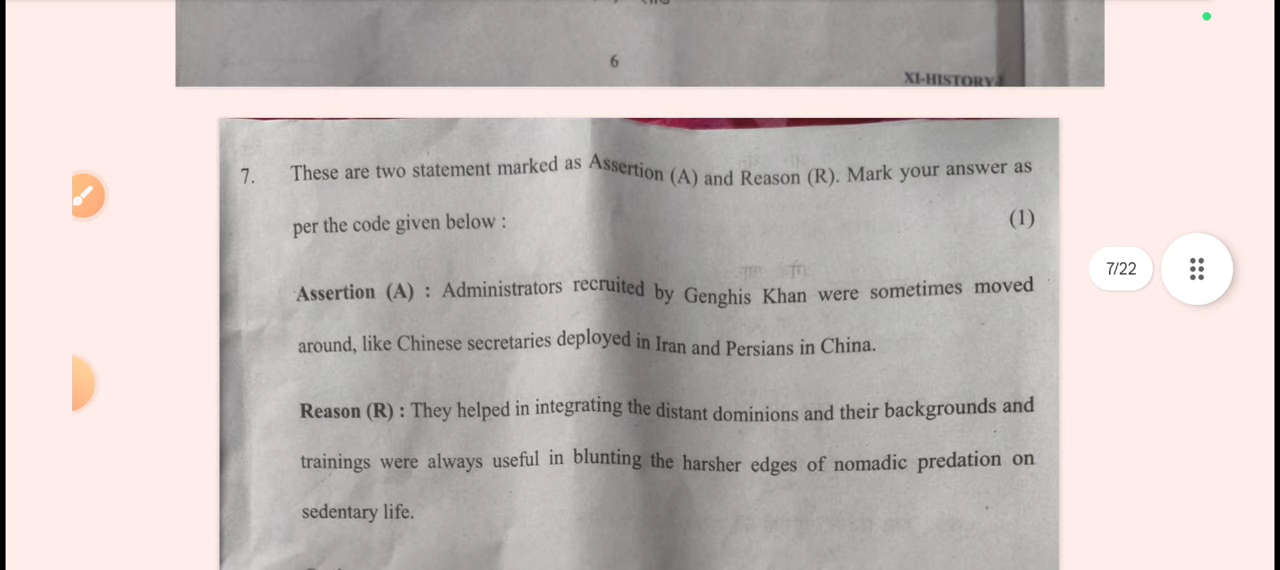 6
XI-HISTORY-I
7. These are two statement marked as Assertion (A) and Reason (R). Mark your answer as
per the code given below : (1)
Assertion (A) : Administrators recruited by Genghis Khan were sometimes moved
around, like Chinese secretaries deployed in Iran and Persians in China.
7/22
Reason (R) : They helped in integrating the distant dominions and their backgrounds and
trainings were always useful in blunting the harsher edges of nomadic predation on
sedentary life.